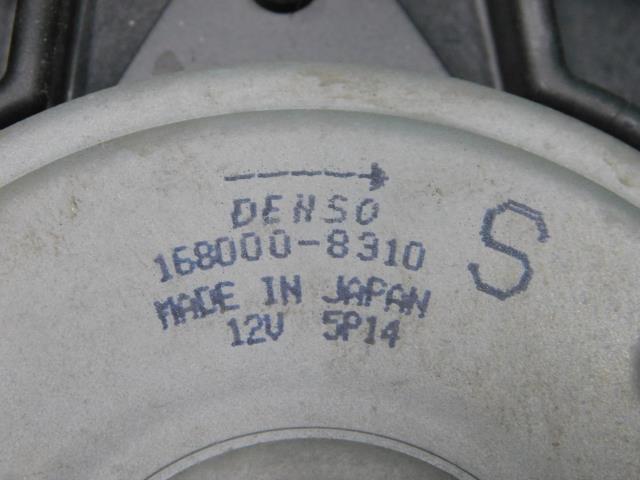 DENSO
168000-8310
S
MADE IN JAPAN
12V 5P14